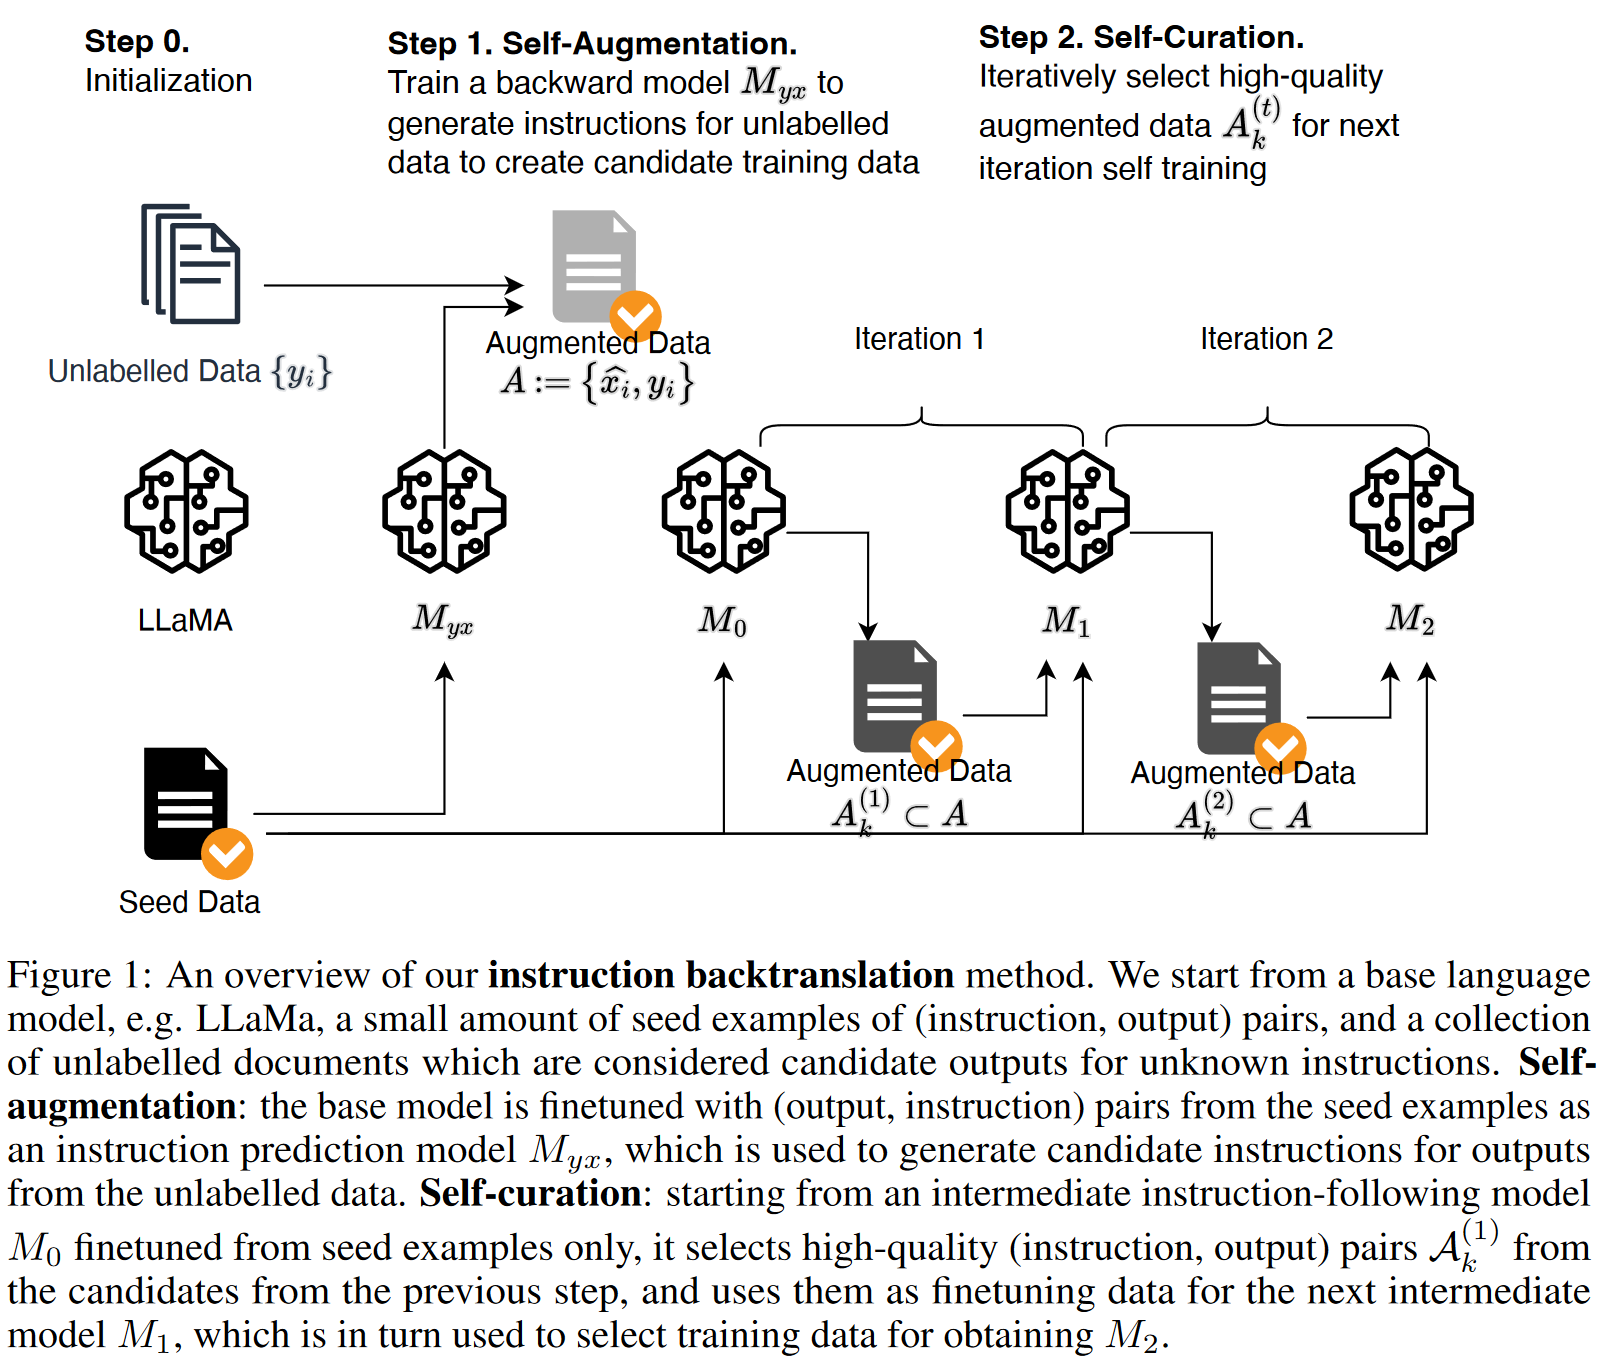 Step 0.
Initialization
Step 1. Self-Augmentation.
Train a backward model M_yx to
generate instructions for unlabelled
data to create candidate training data
Step 2. Self-Curation.
Iteratively select high-quality
augmented data A_k^(t) for next
iteration self training
Unlabelled Data {y_i}
Augmented Data
A := {x̂_i, y_i}
Iteration 1
Iteration 2
LLaMA
M_yx
M_0
M_1
M_2
Augmented Data
A_k^(1) ⊂ A
Augmented Data
A_k^(2) ⊂ A
Seed Data
Figure 1: An overview of our instruction backtranslation method. We start from a base language
model, e.g. LLaMa, a small amount of seed examples of (instruction, output) pairs, and a collection
of unlabelled documents which are considered candidate outputs for unknown instructions. Self-
augmentation: the base model is finetuned with (output, instruction) pairs from the seed examples as
an instruction prediction model M_yx, which is used to generate candidate instructions for outputs
from the unlabelled data. Self-curation: starting from an intermediate instruction-following model
M_0 finetuned from seed examples only, it selects high-quality (instruction, output) pairs A_k^(1) from
the candidates from the previous step, and uses them as finetuning data for the next intermediate
model M_1, which is in turn used to select training data for obtaining M_2.